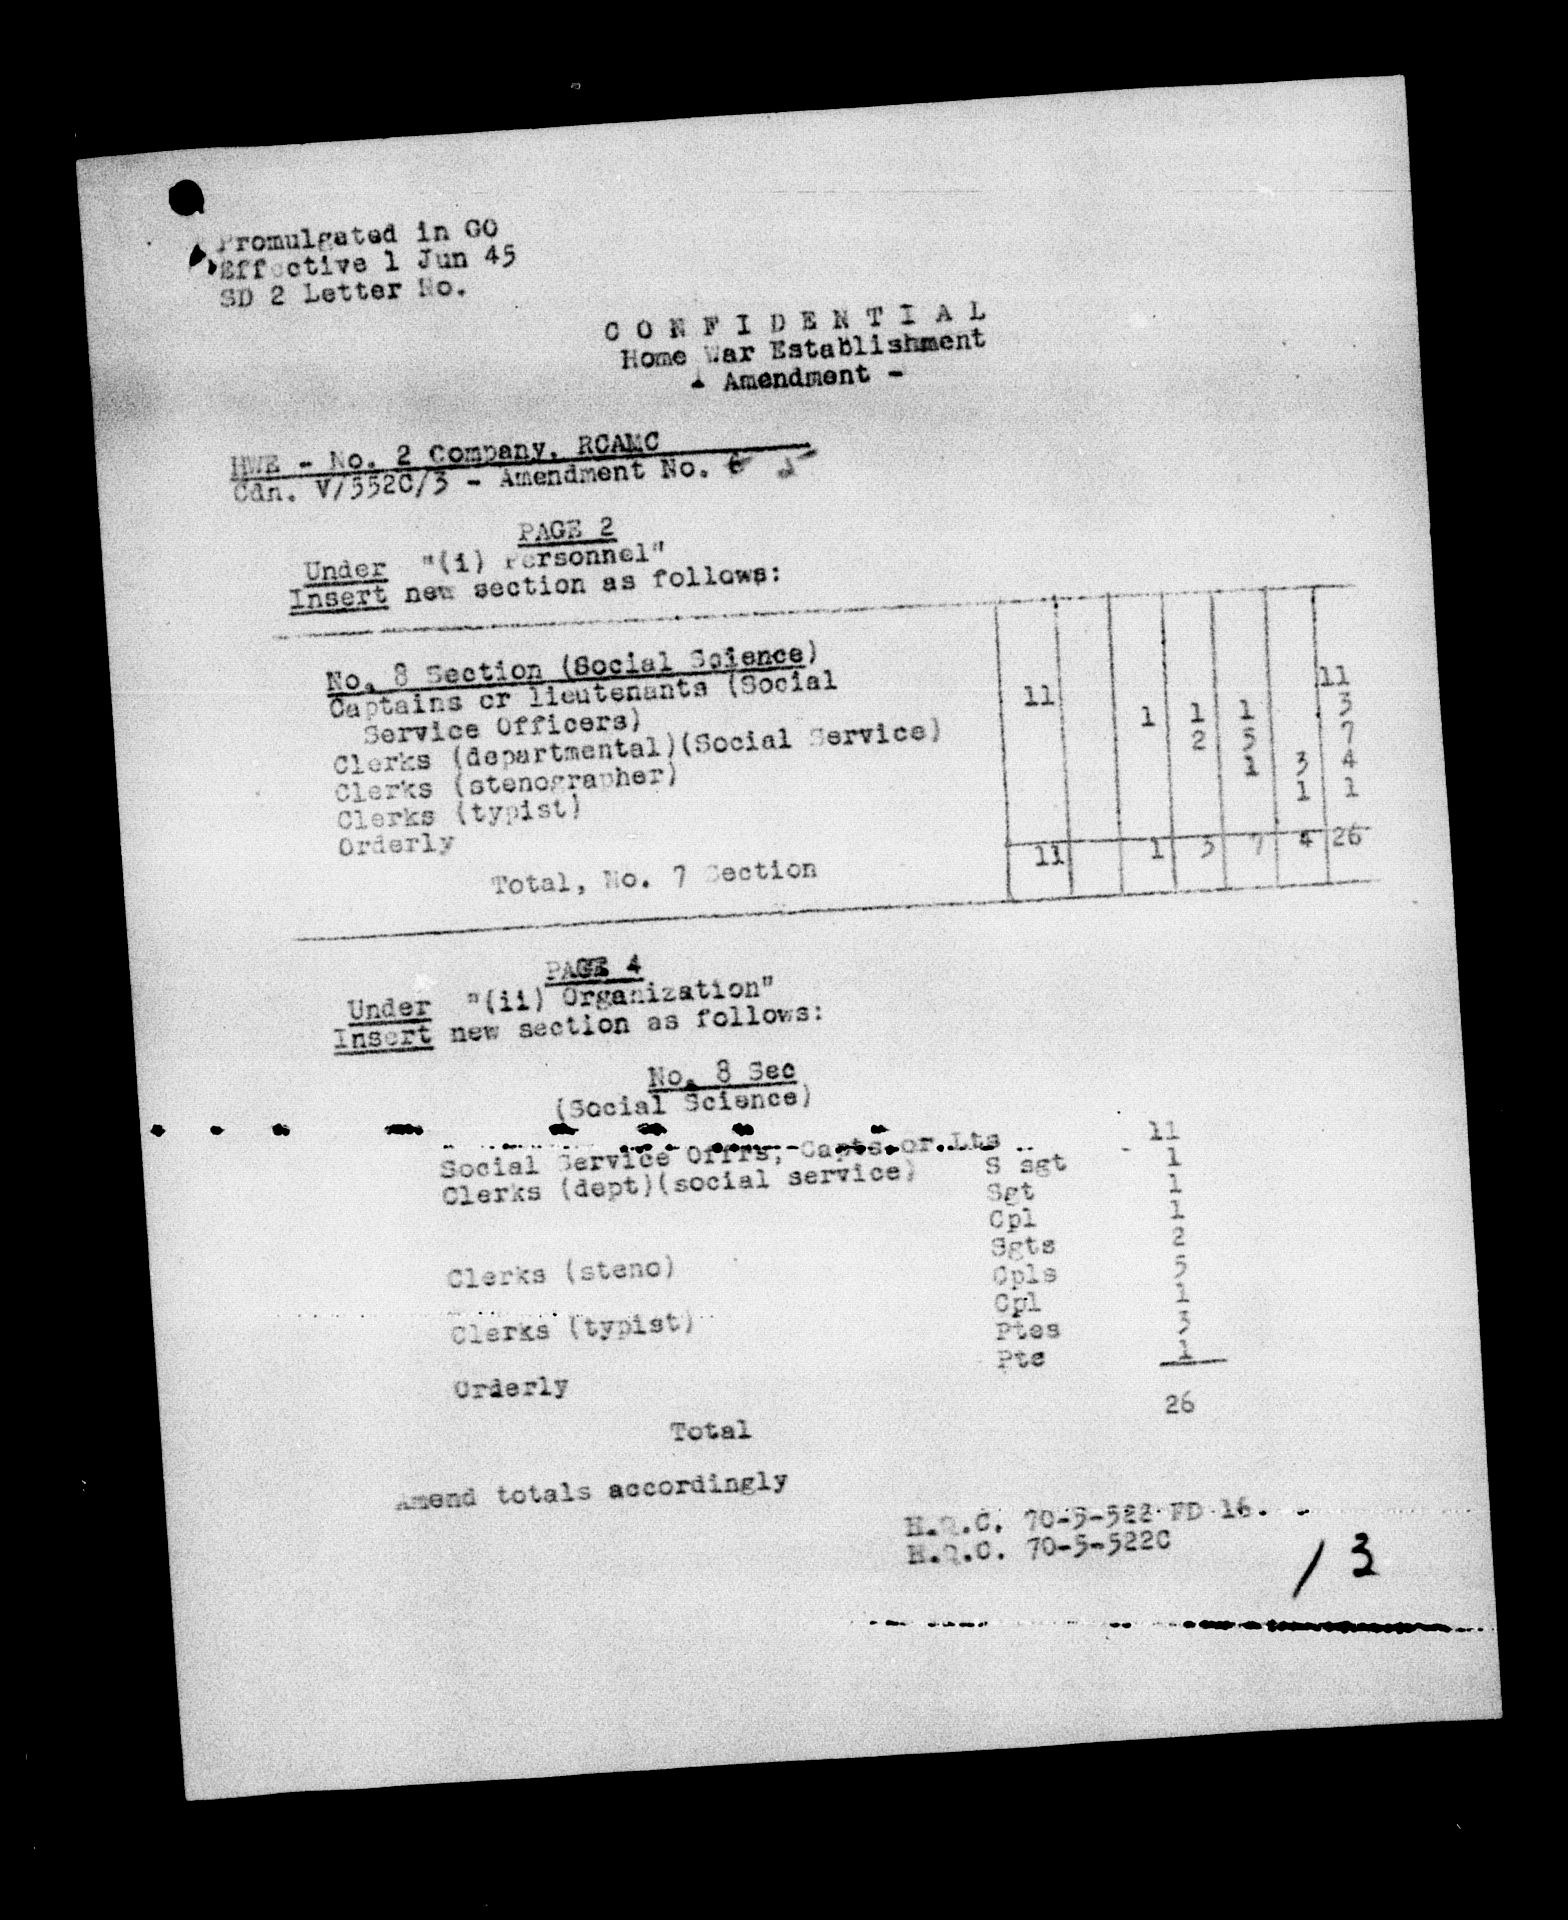 Promulgated in GO
Effective 1 Jun 45
SD 2 Letter No.
C O N F I D E N T I A L
Home War Establishment
- Amendment -
HWE - No. 2 Company, RCAMC
Cdn. V/552C/3 - Amendment No.
PAGE 2
Under "(i) Personnel"
Insert new section as follows:
No. 8 Section (Social Science)
Captains or lieutenants (Social
Service Officers) 11 11
Clerks (departmental)(Social Service) 1 1 1 3
Clerks (stenographer) 2 5 7
Clerks (typist) 1 3 4
Orderly 1 1
Total, No. 7 Section 11 1 3 7 4 26
PAGE 4
Under "(ii) Organization"
Insert new section as follows:
No. 8 Sec
(Social Science)
Social Service Offrs, Capts or Lts 11
Clerks (dept)(social service) S sgt 1
Sgt 1
Cpl 1
Clerks (steno) Sgts 2
Cpls 5
Clerks (typist) Cpl 1
Ptes 3
Orderly Pte 1
Total 26
Amend totals accordingly
H.Q.C. 70-5-522 FD 16.
H.Q.C. 70-5-522C
/ 3